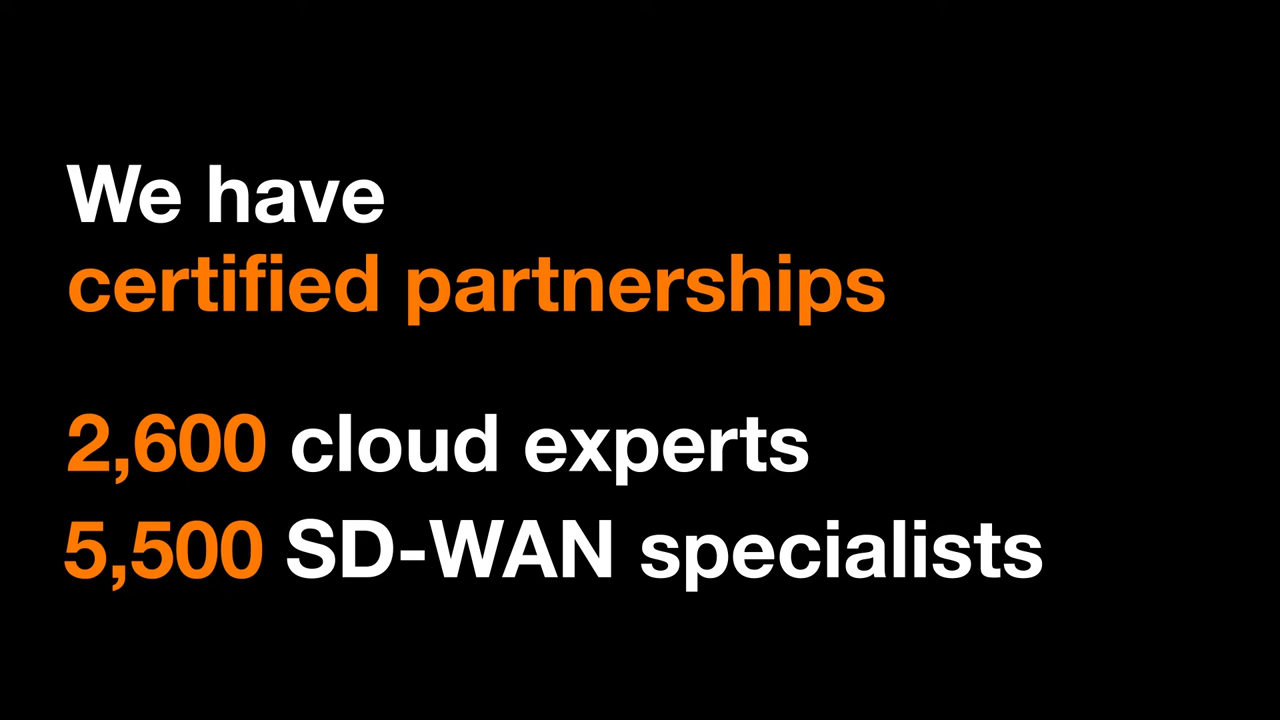 We have
certified partnerships
2,600 cloud experts
5,500 SD-WAN specialists